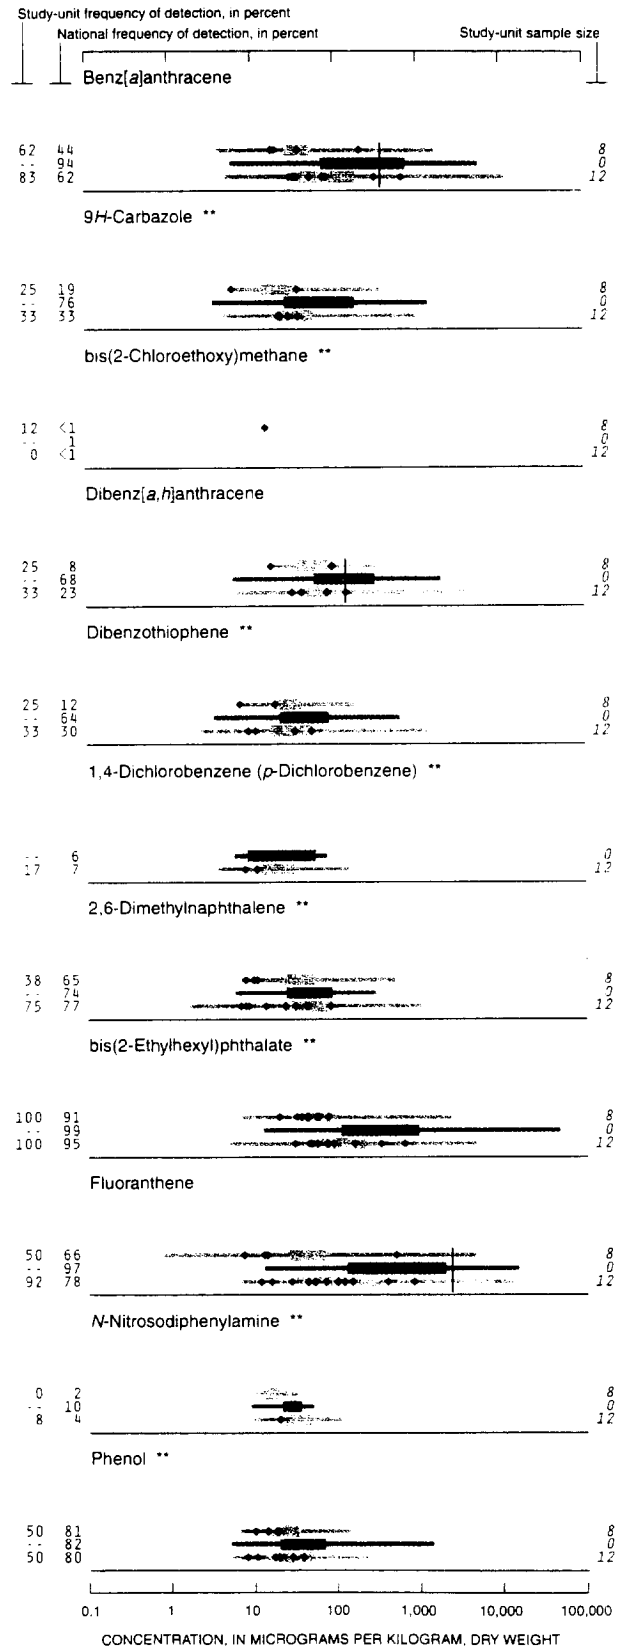 Study-unit frequency of detection, in percent
National frequency of detection, in percent Study-unit sample size
Benz[a]anthracene
62 44 8
-- 94 0
83 62 12
9H-Carbazole **
25 19 8
-- 76 0
33 33 12
bis(2-Chloroethoxy)methane **
12 <1 8
-- 1 0
0 <1 12
Dibenz[a,h]anthracene
25 8 8
-- 68 0
33 23 12
Dibenzothiophene **
25 12 8
-- 64 0
33 30 12
1,4-Dichlorobenzene (p-Dichlorobenzene) **
-- 6 0
17 7 12
2,6-Dimethylnaphthalene **
38 65 8
-- 74 0
75 77 12
bis(2-Ethylhexyl)phthalate **
100 91 8
-- 99 0
100 95 12
Fluoranthene
50 66 8
-- 97 0
92 78 12
N-Nitrosodiphenylamine **
0 2 8
-- 10 0
8 4 12
Phenol **
50 81 8
-- 82 0
50 80 12
0.1 1 10 100 1,000 10,000 100,000
CONCENTRATION, IN MICROGRAMS PER KILOGRAM, DRY WEIGHT